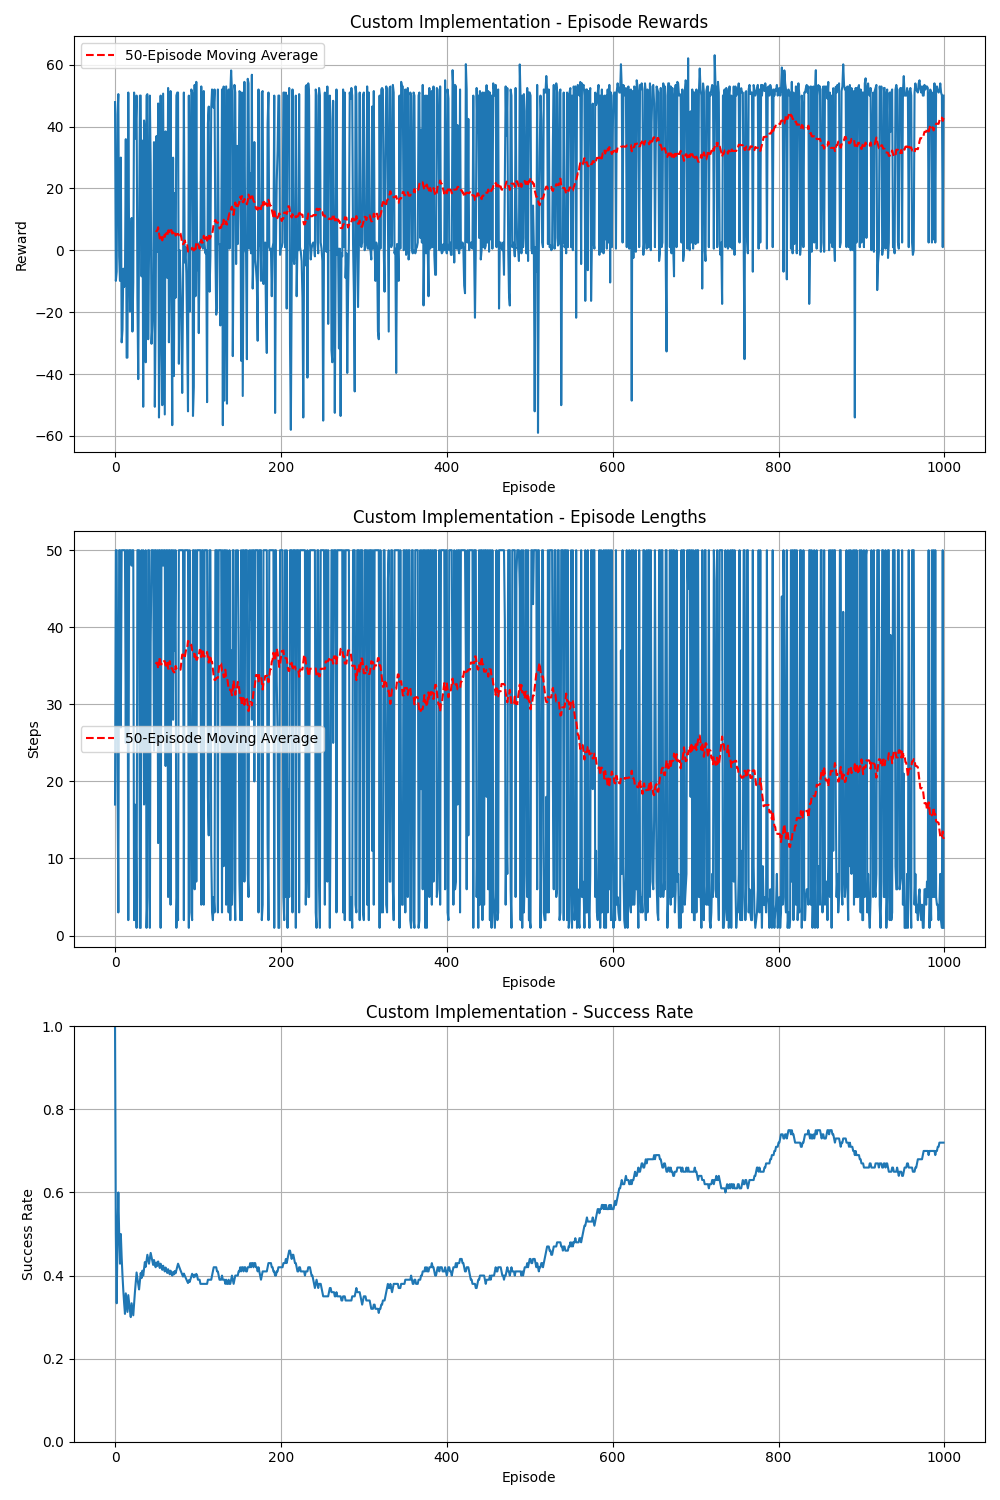 Custom Implementation - Episode Rewards
50-Episode Moving Average
60
40
20
0
−20
−40
−60
Reward
0 200 400 600 800 1000
Episode
Custom Implementation - Episode Lengths
50
40
30
20
10
0
Steps
50-Episode Moving Average
0 200 400 600 800 1000
Episode
Custom Implementation - Success Rate
1.0
0.8
0.6
0.4
0.2
0.0
Success Rate
0 200 400 600 800 1000
Episode